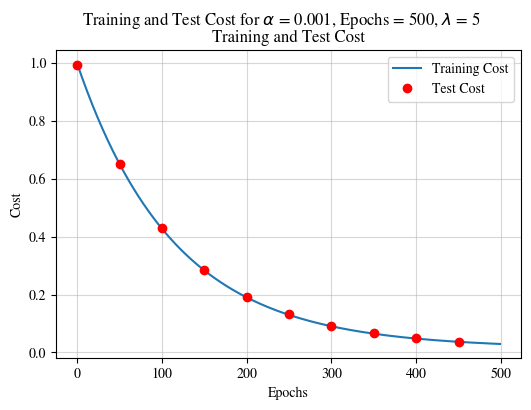 Training and Test Cost for α = 0.001, Epochs = 500, λ = 5
Training and Test Cost
Training Cost
Test Cost
Cost
1.0
0.8
0.6
0.4
0.2
0.0
0 100 200 300 400 500
Epochs